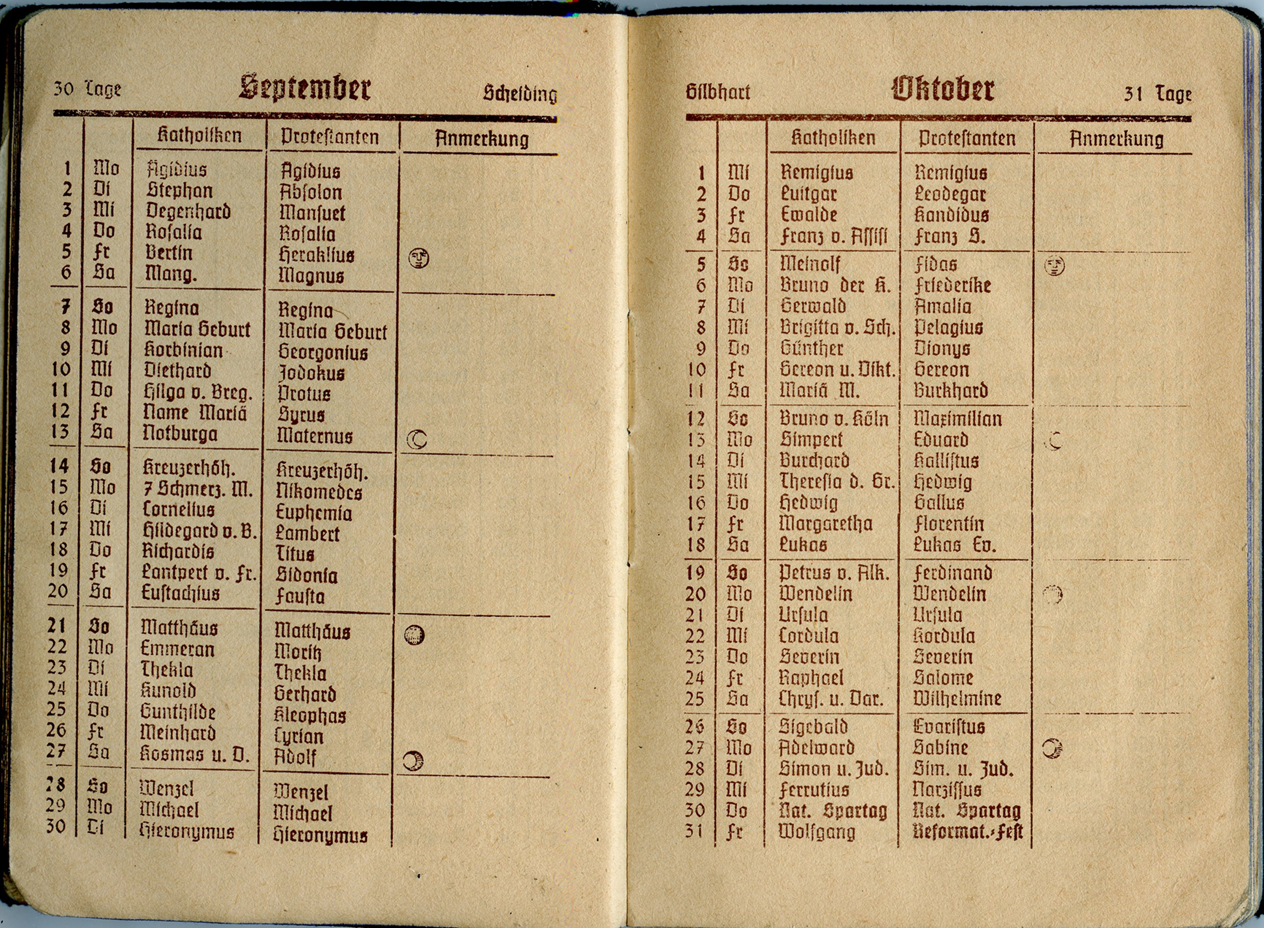 30 Tage September Scheiding
Katholiken Protestanten Anmerkung
1 Mo Ägidius Ägidius
2 Di Stephan Absolon
3 Mi Degenhard Mansuet
4 Do Rosalia Rosalia
5 Fr Bertin Heraklius
6 Sa Mang. Magnus
7 So Regina Regina
8 Mo Maria Geburt Maria Geburt
9 Di Korbinian Georgonius
10 Mi Diethard Jodokus
11 Do Hilga v. Breg. Protus
12 Fr Name Mariä Syrus
13 Sa Notburga Maternus
14 So Kreuzerhöh. Kreuzerhöh.
15 Mo 7 Schmerz. M. Nikomedes
16 Di Cornelius Euphemia
17 Mi Hildegard v. B. Lambert
18 Do Richardis Titus
19 Fr Lantpert v. Fr. Sidonia
20 Sa Eustachius Fausta
21 So Matthäus Matthäus
22 Mo Emmeran Moritz
23 Di Thekla Thekla
24 Mi Kunold Gerhard
25 Do Gunthilde Kleophas
26 Fr Meinhard Cyrian
27 Sa Kosmas u. D. Adolf
28 So Wenzel Wenzel
29 Mo Michael Michael
30 Di Hieronymus Hieronymus
Gilbhart Oktober 31 Tage
Katholiken Protestanten Anmerkung
1 Mi Remigius Remigius
2 Do Luitgar Leodegar
3 Fr Ewalde Kandidus
4 Sa Franz v. Assisi Franz S.
5 So Meinolf Fidas
6 Mo Bruno der K. Friederike
7 Di Gerwald Amalia
8 Mi Brigitta v. Sch. Pelagius
9 Do Günther Dionys
10 Fr Gereon u. Vikt. Gereon
11 Sa Mariä M. Burkhard
12 So Bruno v. Köln Maximilian
13 Mo Simpert Eduard
14 Di Burchard Kallistus
15 Mi Theresia d. Gr. Hedwig
16 Do Hedwig Gallus
17 Fr Margaretha Florentin
18 Sa Lukas Lukas Ev.
19 So Petrus v. Alk. Ferdinand
20 Mo Wendelin Wendelin
21 Di Ursula Ursula
22 Mi Cordula Kordula
23 Do Severin Severin
24 Fr Raphael Salome
25 Sa Chrys. u. Dar. Wilhelmine
26 So Sigebald Evaristus
27 Mo Adelward Sabine
28 Di Simon u. Jud. Sim. u. Jud.
29 Mi Ferrutius Narzissus
30 Do Nat. Spartag Nat. Spartag
31 Fr Wolfgang Reformat.-Fest